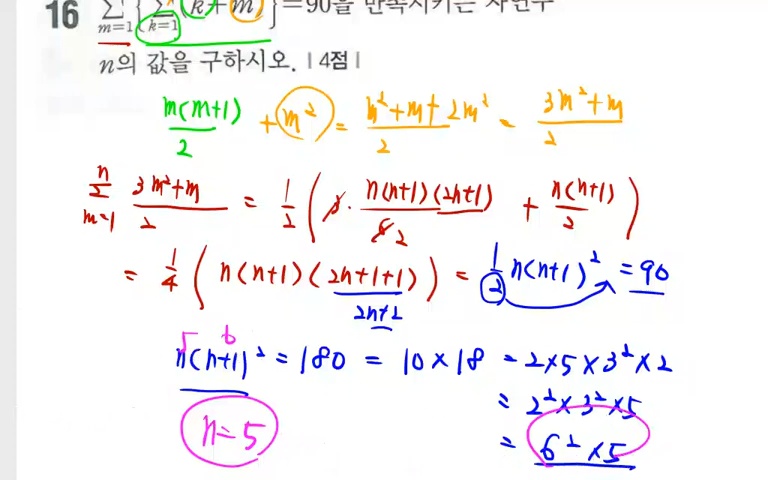 16 ∑_{m=1} { ∑_{k=1} (k+m) } =90을 만족시키는 자연수
n의 값을 구하시오. |4점|
m(m+1)/2 + m² = m²+m+2m²/2 = 3m²+m/2
n∑m=1 3m²+m/2 = 1/2 ( 3· n(n+1)(2n+1)/6 2 + n(n+1)/2 )
= 1/4 ( n(n+1)(2n+1+1) ) = 1/2 n(n+1)² = 90
2n+2
5 6
n(n+1)² = 180 = 10×18 = 2×5×3²×2
= 2²×3²×5
n=5 = 6²×5